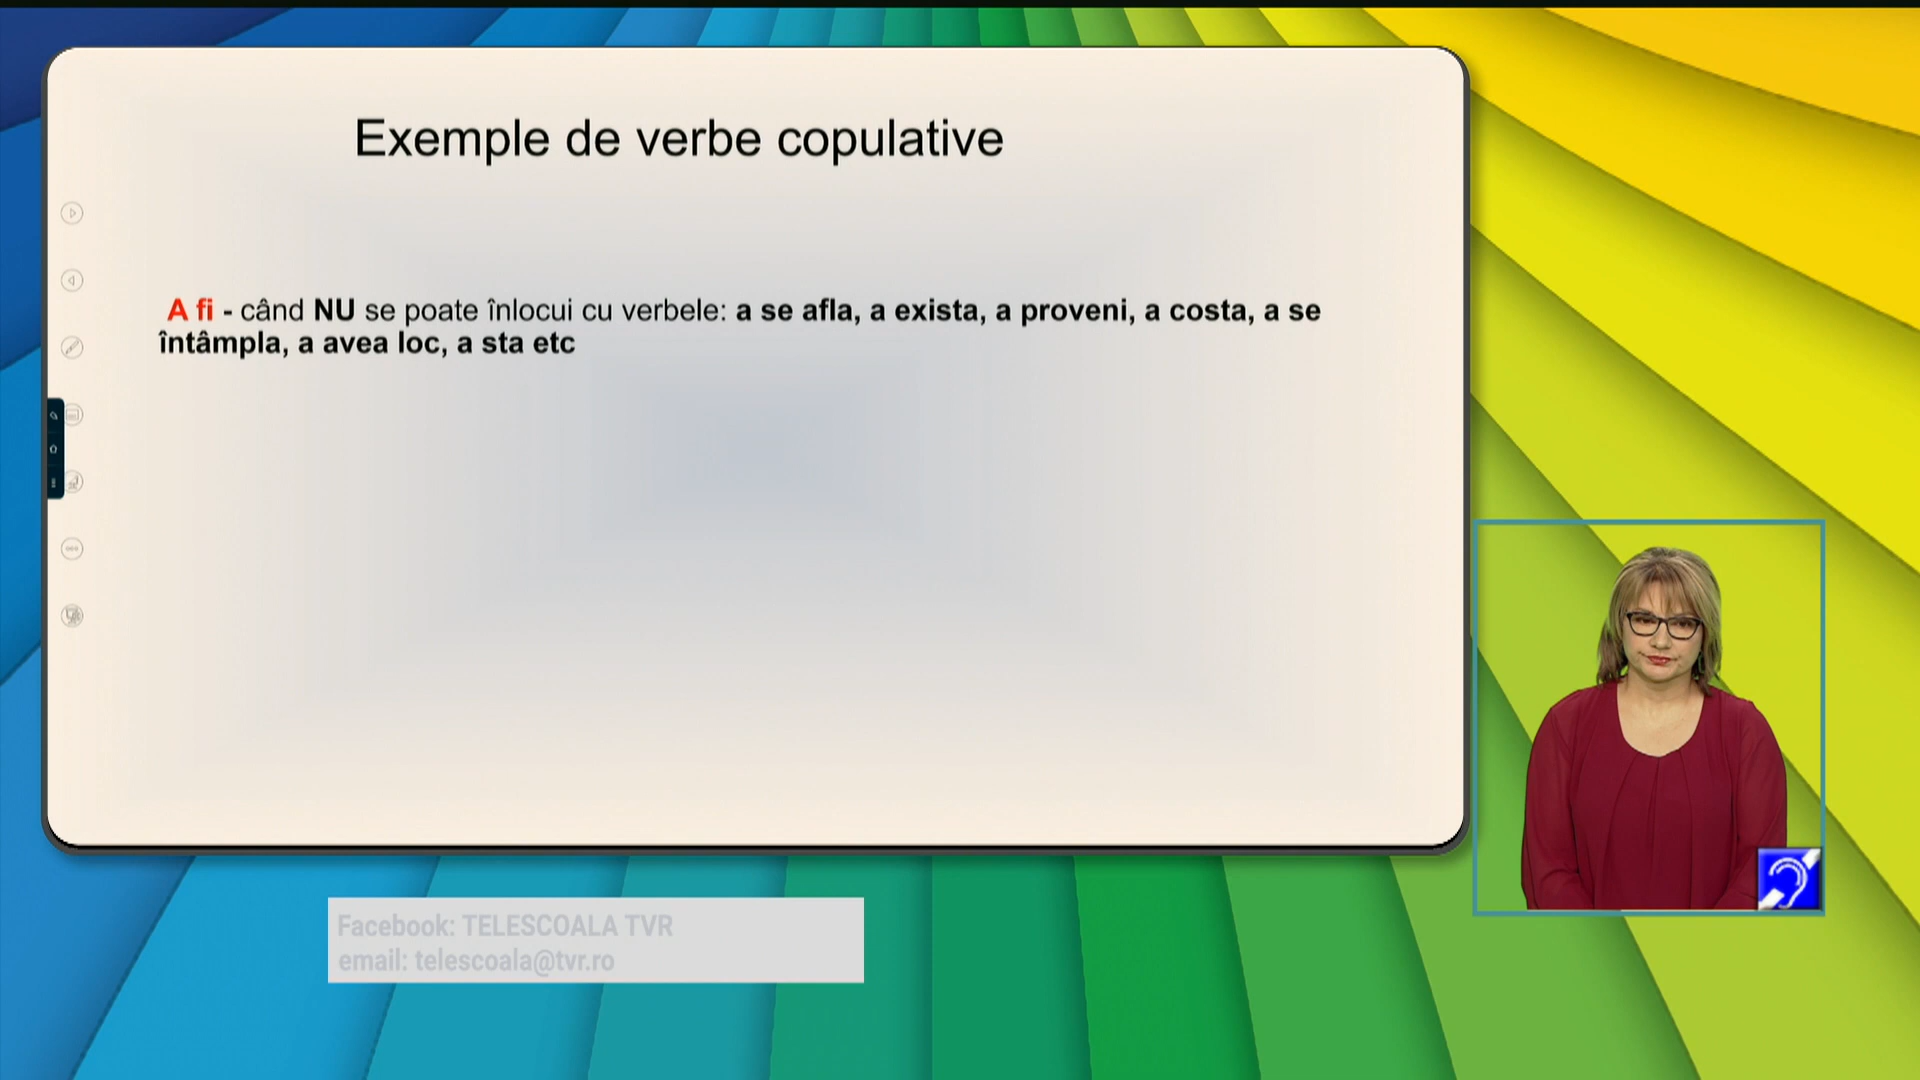 Exemple de verbe copulative
A fi - când NU se poate înlocui cu verbele: a se afla, a exista, a proveni, a costa, a se
întâmpla, a avea loc, a sta etc
Facebook: TELESCOALA TVR
email: telescoala@tvr.ro